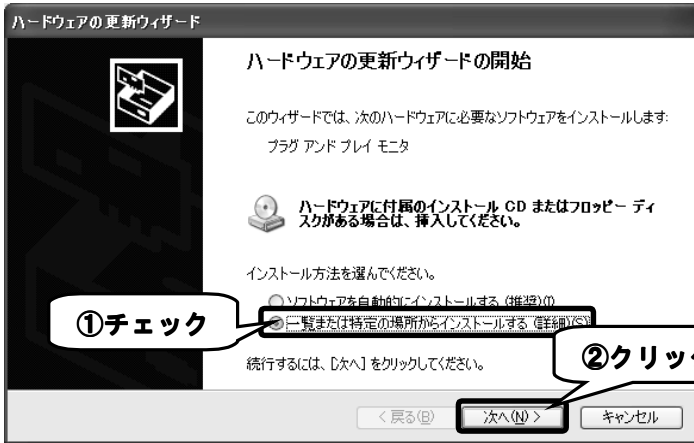 ハードウェアの更新ウィザード
ハードウェアの更新ウィザードの開始
このウィザードでは、次のハードウェアに必要なソフトウェアをインストールします:
プラグ アンド プレイ モニタ
ハードウェアに付属のインストール CD またはフロッピー ディ
スクがある場合は、挿入してください。
インストール方法を選んでください。
ソフトウェアを自動的にインストールする (推奨)(I)
①チェック
一覧または特定の場所からインストールする (詳細)(S)
続行するには、[次へ] をクリックしてください。
②クリッ
< 戻る(B)
次へ(N) >
キャンセル